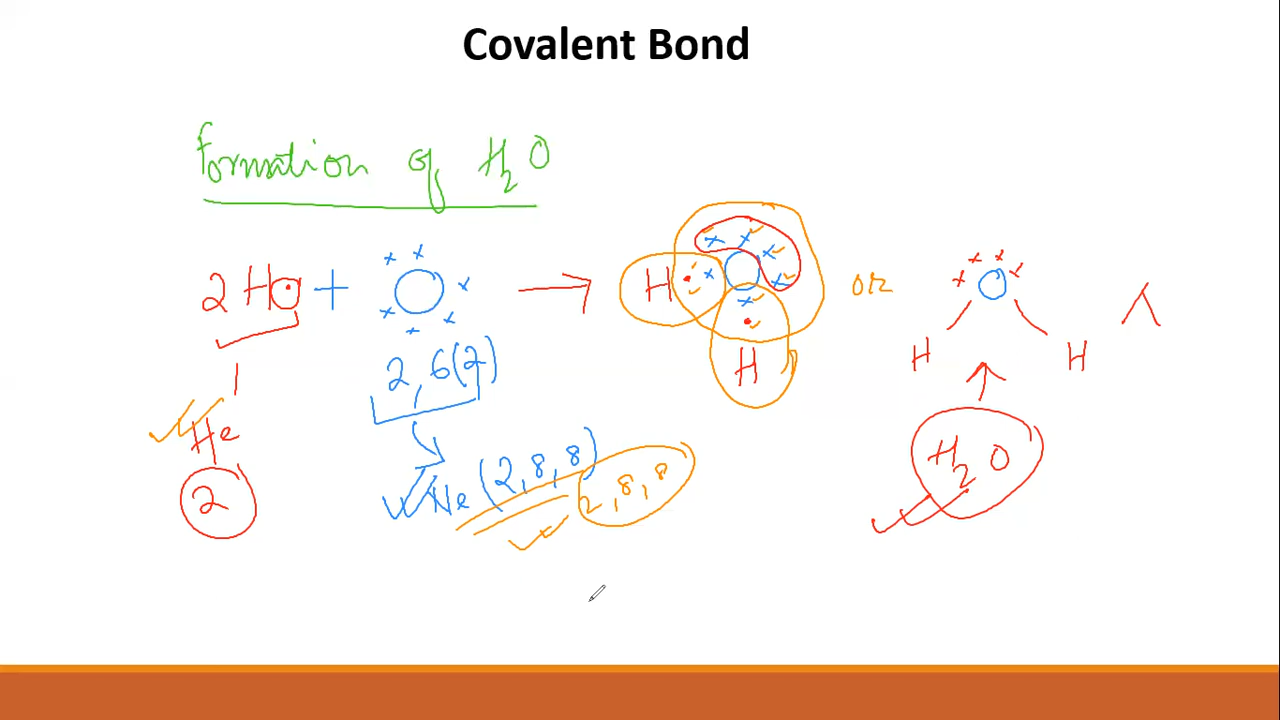 Covalent Bond
Formation of H2O
2 H + O → H O H or O
H H
2, 6(2)
He
Ne (2,8,8) 2,8,8
2
H2O